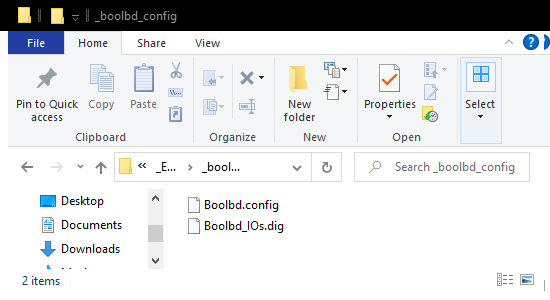 _boolbd_config
File Home Share View
Pin to Quick access Copy Paste New folder Properties Select
Clipboard Organize New Open
« _E... › _bool... Search _boolbd_config
Desktop
Documents
Downloads
Boolbd.config
Boolbd_IOs.dig
2 items